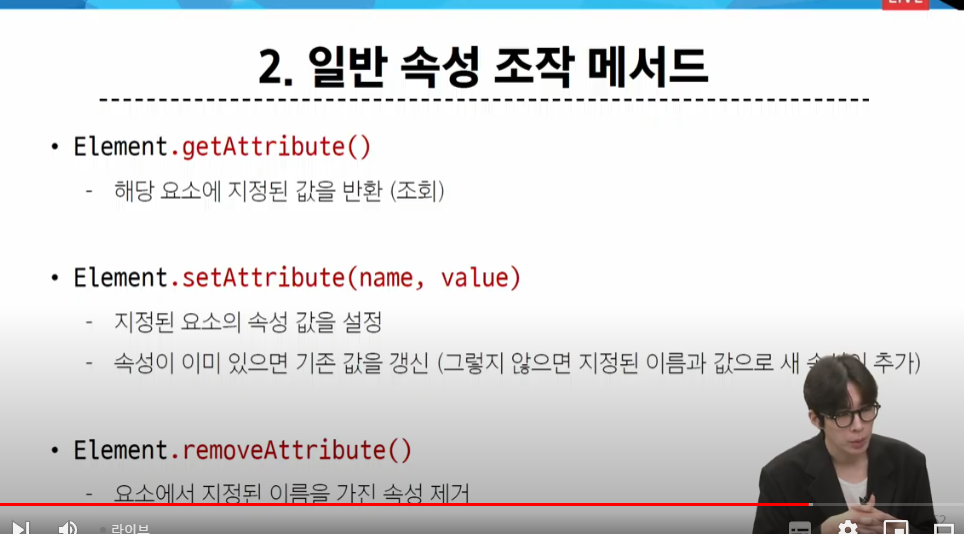 LIVE
2. 일반 속성 조작 메서드
• Element.getAttribute()
- 해당 요소에 지정된 값을 반환 (조회)
• Element.setAttribute(name, value)
- 지정된 요소의 속성 값을 설정
- 속성이 이미 있으면 기존 값을 갱신 (그렇지 않으면 지정된 이름과 값으로 새 추가)
• Element.removeAttribute()
- 요소에서 지정된 이름을 가진 속성 제거
라이브